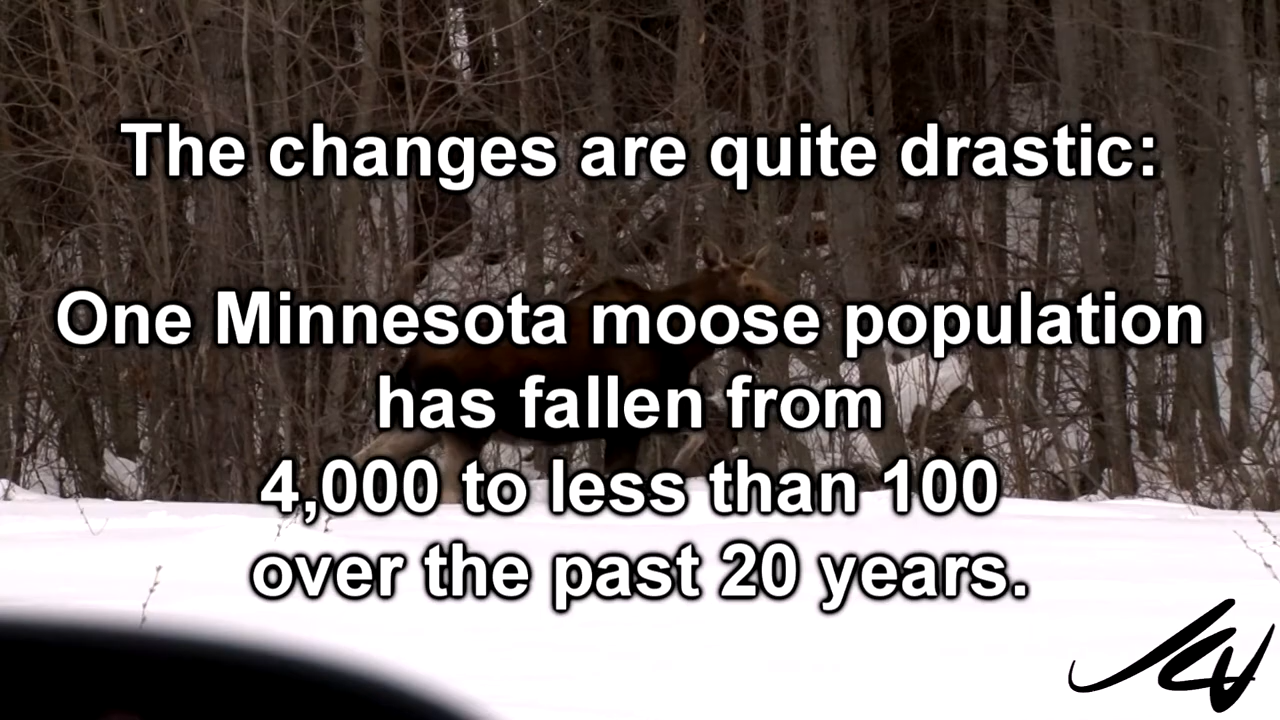 The changes are quite drastic:
One Minnesota moose population
has fallen from
4,000 to less than 100
over the past 20 years.